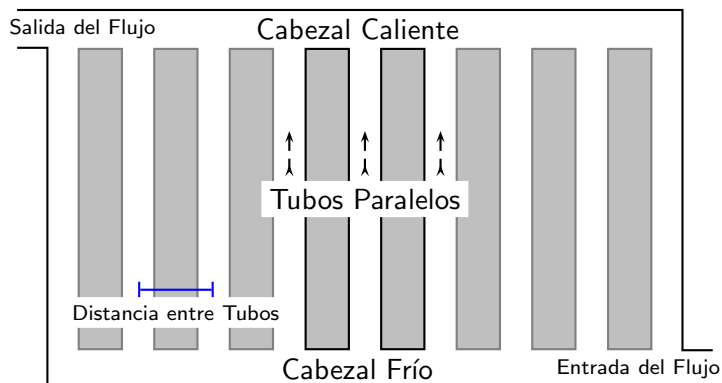 Salida del Flujo
Cabezal Caliente
Tubos Paralelos
Distancia entre Tubos
Cabezal Frío
Entrada del Flujo